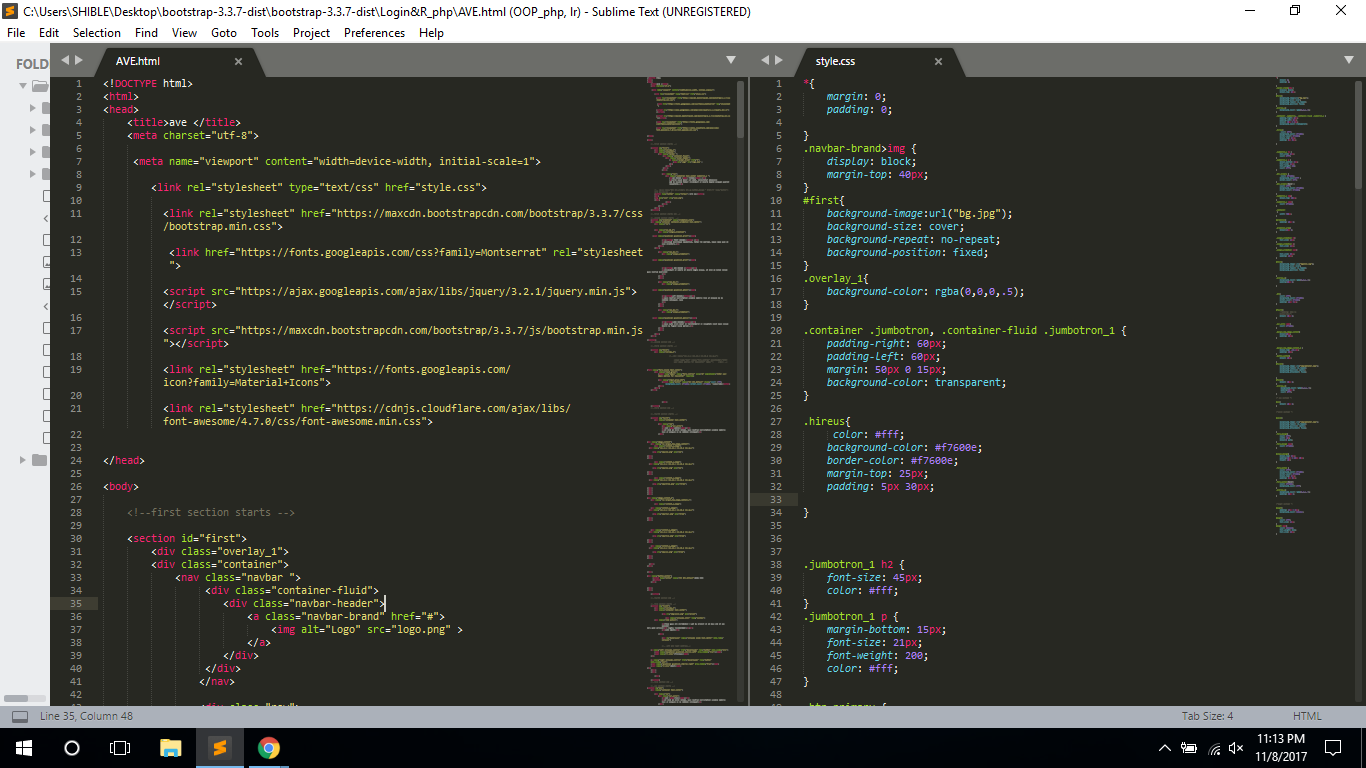 C:\Users\SHIBLE\Desktop\bootstrap-3.3.7-dist\bootstrap-3.3.7-dist\Login&R_php\AVE.html (OOP_php, lr) - Sublime Text (UNREGISTERED)
File Edit Selection Find View Goto Tools Project Preferences Help
FOLD
AVE.html
1 <!DOCTYPE html>
2 <html>
3 <head>
4 <title>ave </title>
5 <meta charset="utf-8">
6
7 <meta name="viewport" content="width=device-width, initial-scale=1">
8
9 <link rel="stylesheet" type="text/css" href="style.css">
10
11 <link rel="stylesheet" href="https://maxcdn.bootstrapcdn.com/bootstrap/3.3.7/css
/bootstrap.min.css">
12
13 <link href="https://fonts.googleapis.com/css?family=Montserrat" rel="stylesheet
">
14
15 <script src="https://ajax.googleapis.com/ajax/libs/jquery/3.2.1/jquery.min.js">
</script>
16
17 <script src="https://maxcdn.bootstrapcdn.com/bootstrap/3.3.7/js/bootstrap.min.js
"></script>
18
19 <link rel="stylesheet" href="https://fonts.googleapis.com/
icon?family=Material+Icons">
20
21 <link rel="stylesheet" href="https://cdnjs.cloudflare.com/ajax/libs/
font-awesome/4.7.0/css/font-awesome.min.css">
22
23
24 </head>
25
26 <body>
27
28 <!--first section starts -->
29
30 <section id="first">
31 <div class="overlay_1">
32 <div class="container">
33 <nav class="navbar ">
34 <div class="container-fluid">
35 <div class="navbar-header">
36 <a class="navbar-brand" href="#">
37 <img alt="Logo" src="logo.png" >
38 </a>
39 </div>
40 </div>
41 </nav>
42
style.css
1 *{
2 margin: 0;
3 padding: 0;
4
5 }
6 .navbar-brand>img {
7 display: block;
8 margin-top: 40px;
9 }
10 #first{
11 background-image:url("bg.jpg");
12 background-size: cover;
13 background-repeat: no-repeat;
14 background-position: fixed;
15 }
16 .overlay_1{
17 background-color: rgba(0,0,0,.5);
18 }
19
20 .container .jumbotron, .container-fluid .jumbotron_1 {
21 padding-right: 60px;
22 padding-left: 60px;
23 margin: 50px 0 15px;
24 background-color: transparent;
25 }
26
27 .hireus{
28 color: #fff;
29 background-color: #f7600e;
30 border-color: #f7600e;
31 margin-top: 25px;
32 padding: 5px 30px;
33
34 }
35
36
37
38 .jumbotron_1 h2 {
39 font-size: 45px;
40 color: #fff;
41 }
42 .jumbotron_1 p {
43 margin-bottom: 15px;
44 font-size: 21px;
45 font-weight: 200;
46 color: #fff;
47 }
48
Line 35, Column 48
Tab Size: 4
HTML
11:13 PM
11/8/2017